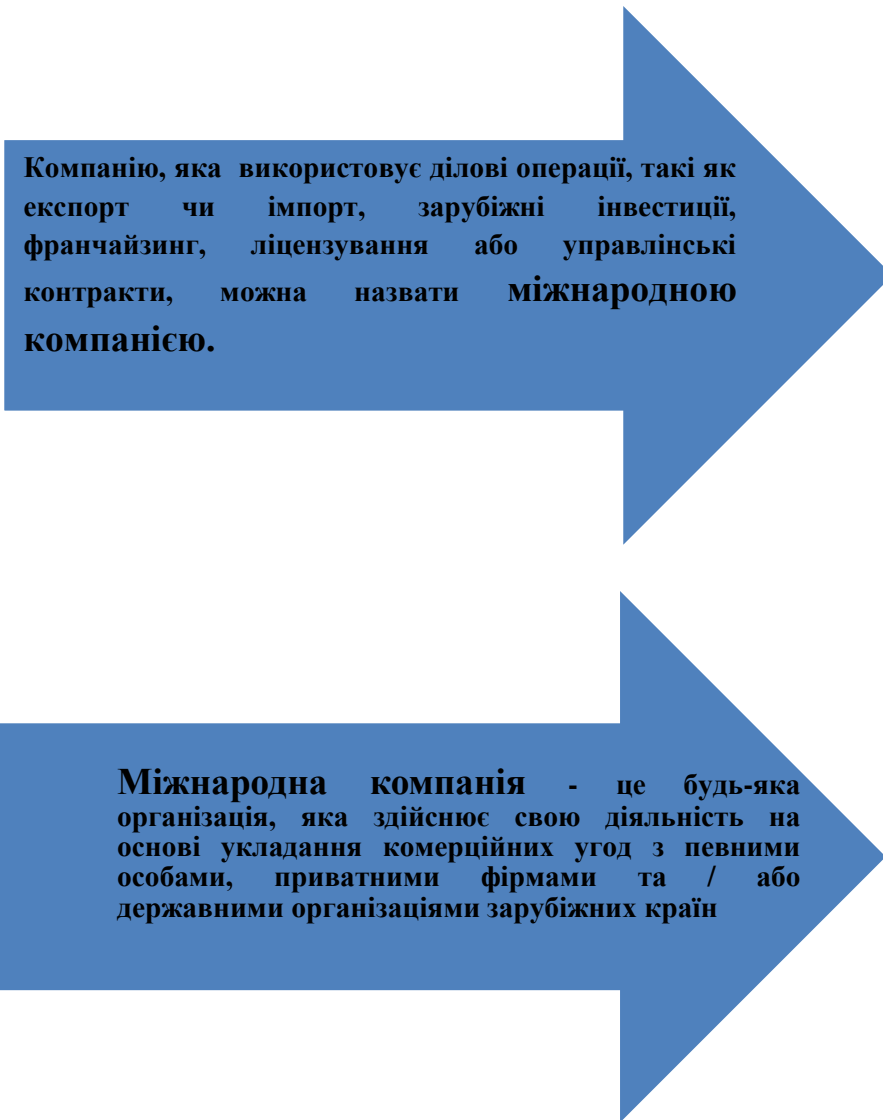 Компанію, яка використовує ділові операції, такі як
експорт чи імпорт, зарубіжні інвестиції,
франчайзинг, ліцензування або управлінські
контракти, можна назвати міжнародною
компанією.
Міжнародна компанія - це будь-яка
організація, яка здійснює свою діяльність на
основі укладання комерційних угод з певними
особами, приватними фірмами та / або
державними організаціями зарубіжних країн